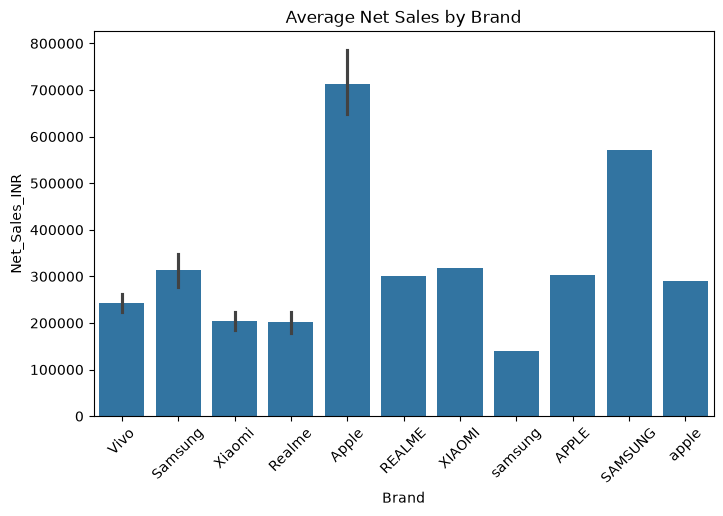 Average Net Sales by Brand
800000
700000
600000
500000
400000
300000
200000
100000
0
Net_Sales_INR
Vivo
Samsung
Xiaomi
Realme
Apple
REALME
XIAOMI
samsung
APPLE
SAMSUNG
apple
Brand